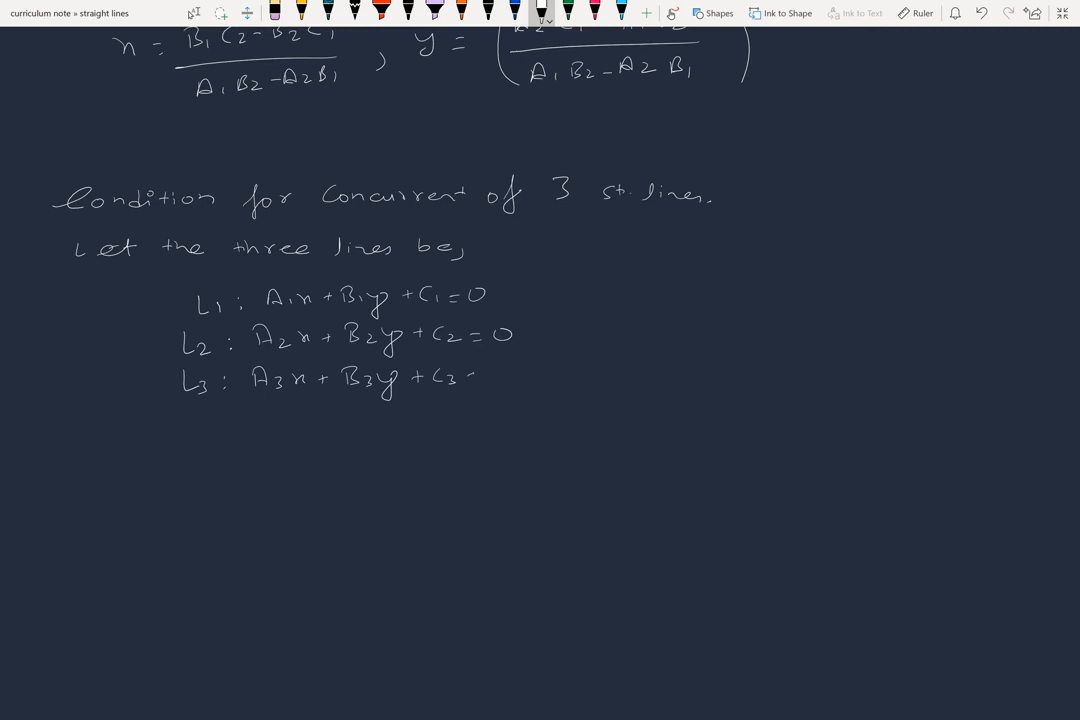 curriculum note » straight lines
Shapes Ink to Shape Ink to Text Ruler
x = B₁C₂-B₂C₁ / A₁B₂-A₂B₁ , y = ( / A₁B₂-A₂B₁ )
Condition for concurrent of 3 st. lines.
Let the three lines be,
L₁ : A₁x + B₁y + C₁ = 0
L₂ : A₂x + B₂y + C₂ = 0
L₃ : A₃x + B₃y + C₃ -